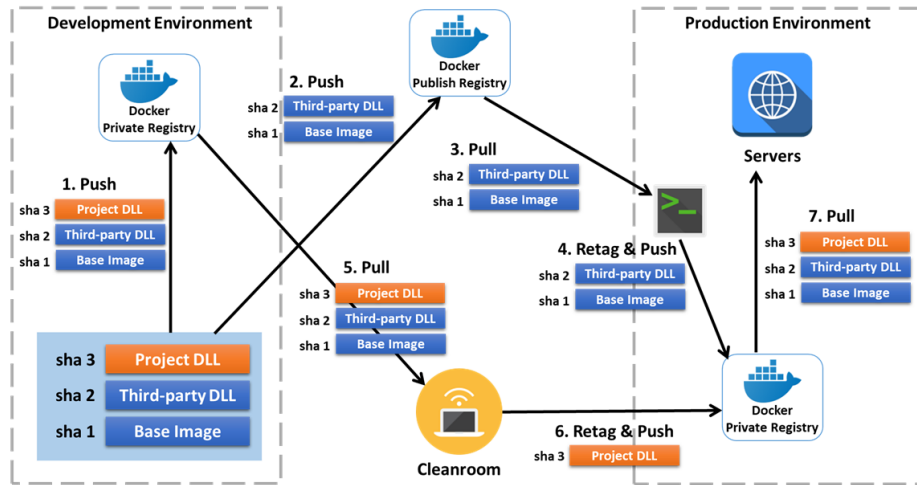 Development Environment
Docker
Private Registry
1. Push
sha 3 Project DLL
sha 2 Third-party DLL
sha 1 Base Image
sha 3 Project DLL
sha 2 Third-party DLL
sha 1 Base Image
Docker
Publish Registry
2. Push
sha 2 Third-party DLL
sha 1 Base Image
3. Pull
sha 2 Third-party DLL
sha 1 Base Image
>_
4. Retag & Push
sha 2 Third-party DLL
sha 1 Base Image
5. Pull
sha 3 Project DLL
sha 2 Third-party DLL
sha 1 Base Image
Cleanroom
6. Retag & Push
sha 3 Project DLL
Production Environment
Servers
7. Pull
sha 3 Project DLL
sha 2 Third-party DLL
sha 1 Base Image
Docker
Private Registry